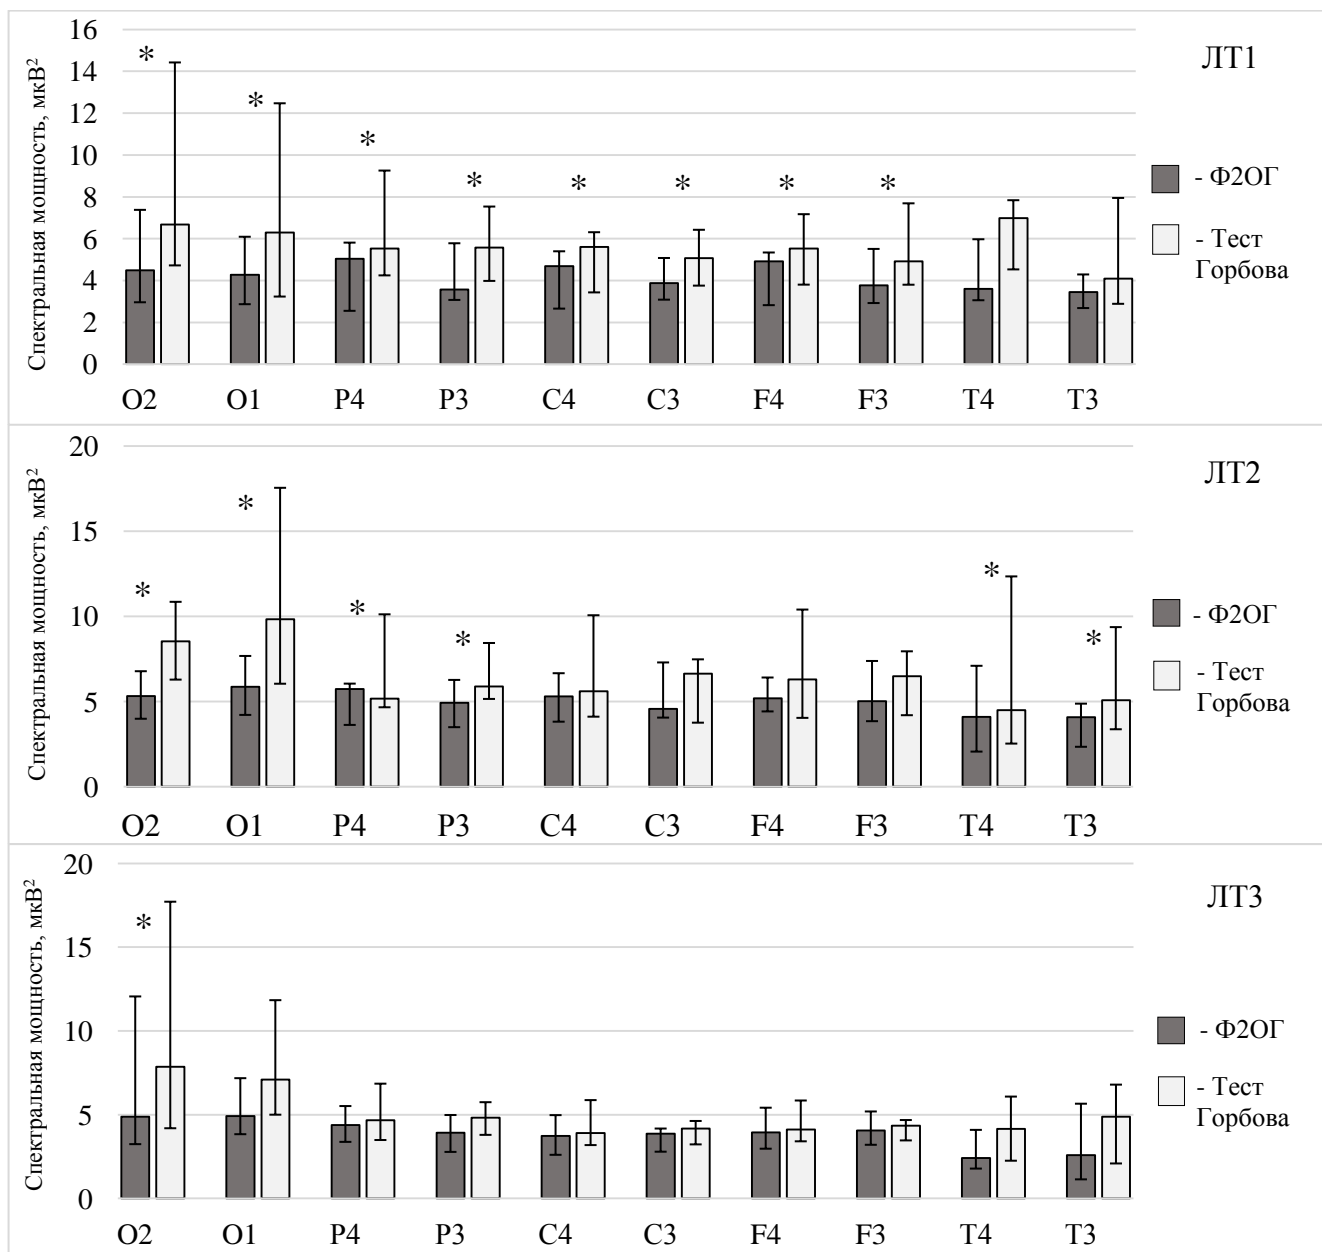 Спектральная мощность, мкВ²
16
14
12
10
8
6
4
2
0
*
*
*
*
*
*
*
*
ЛТ1
- Ф2ОГ
- Тест
Горбова
O2 O1 P4 P3 C4 C3 F4 F3 T4 T3
Спектральная мощность, мкВ²
20
15
10
5
0
*
*
*
*
*
*
ЛТ2
- Ф2ОГ
- Тест
Горбова
O2 O1 P4 P3 C4 C3 F4 F3 T4 T3
Спектральная мощность, мкВ²
20
15
10
5
0
*
ЛТ3
- Ф2ОГ
- Тест
Горбова
O2 O1 P4 P3 C4 C3 F4 F3 T4 T3